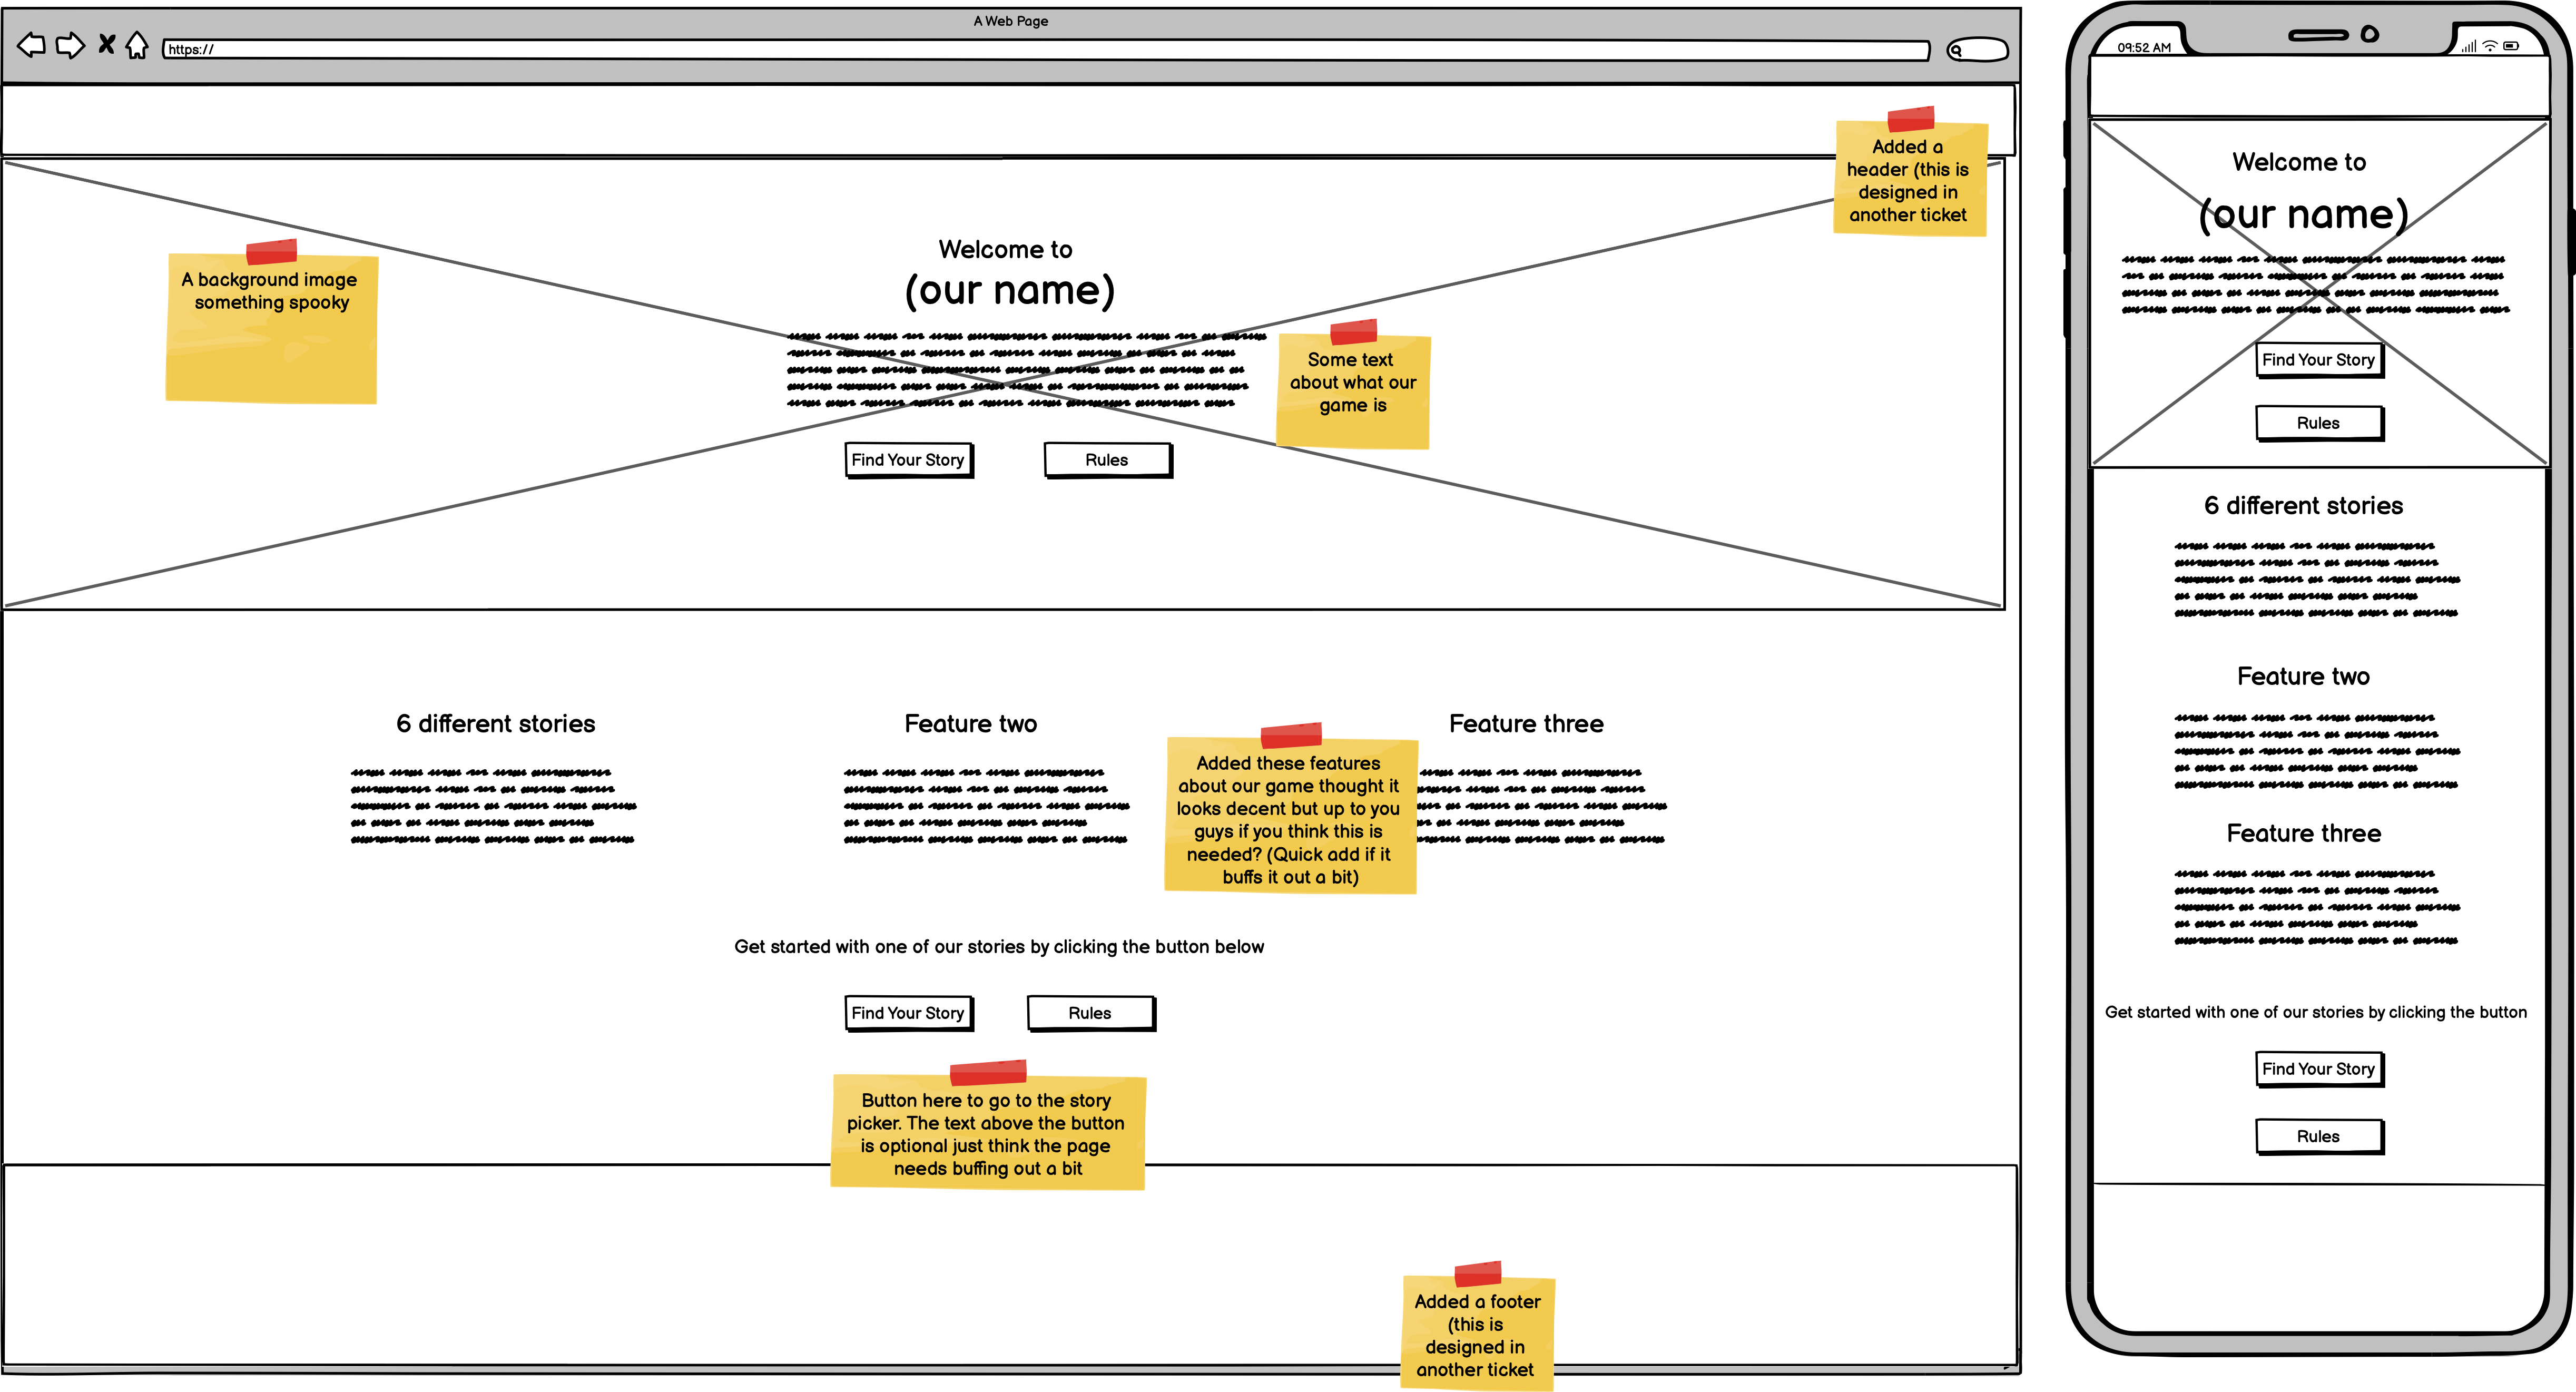 A Web Page
https://
Added a
header (this is
designed in
another ticket
A background image
something spooky
Welcome to
(our name)
Some text
about what our
game is
Find Your Story
Rules
6 different stories
Feature two
Feature three
Added these features
about our game thought it
looks decent but up to you
guys if you think this is
needed? (Quick add if it
buffs it out a bit)
Get started with one of our stories by clicking the button below
Find Your Story
Rules
Button here to go to the story
picker. The text above the button
is optional just think the page
needs buffing out a bit
Added a footer
(this is
designed in
another ticket
09:52 AM
Welcome to
(our name)
Find Your Story
Rules
6 different stories
Feature two
Feature three
Get started with one of our stories by clicking the button
Find Your Story
Rules